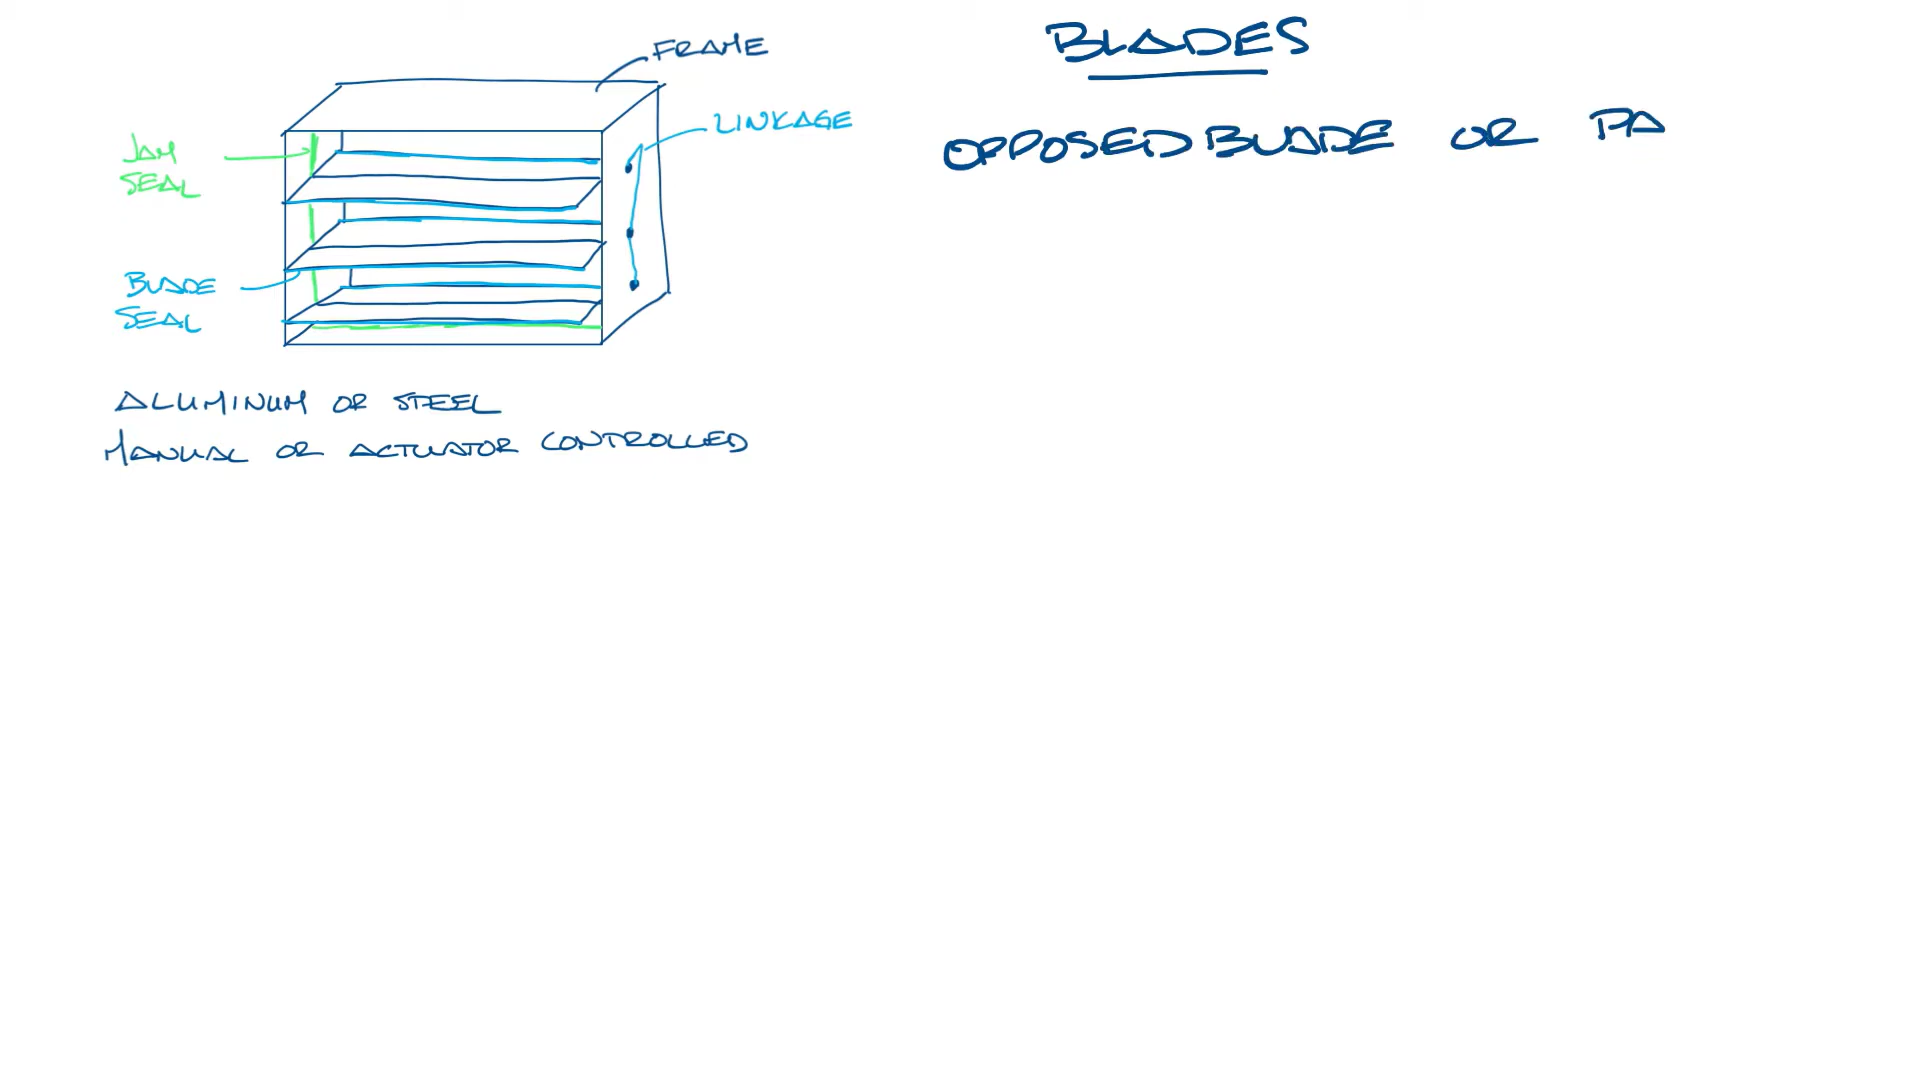 FRAME
LINKAGE
JAM
SEAL
BLADE
SEAL
ALUMINUM OR STEEL
MANUAL OR ACTUATOR CONTROLLED
BLADES
OPPOSED BLADE OR PA